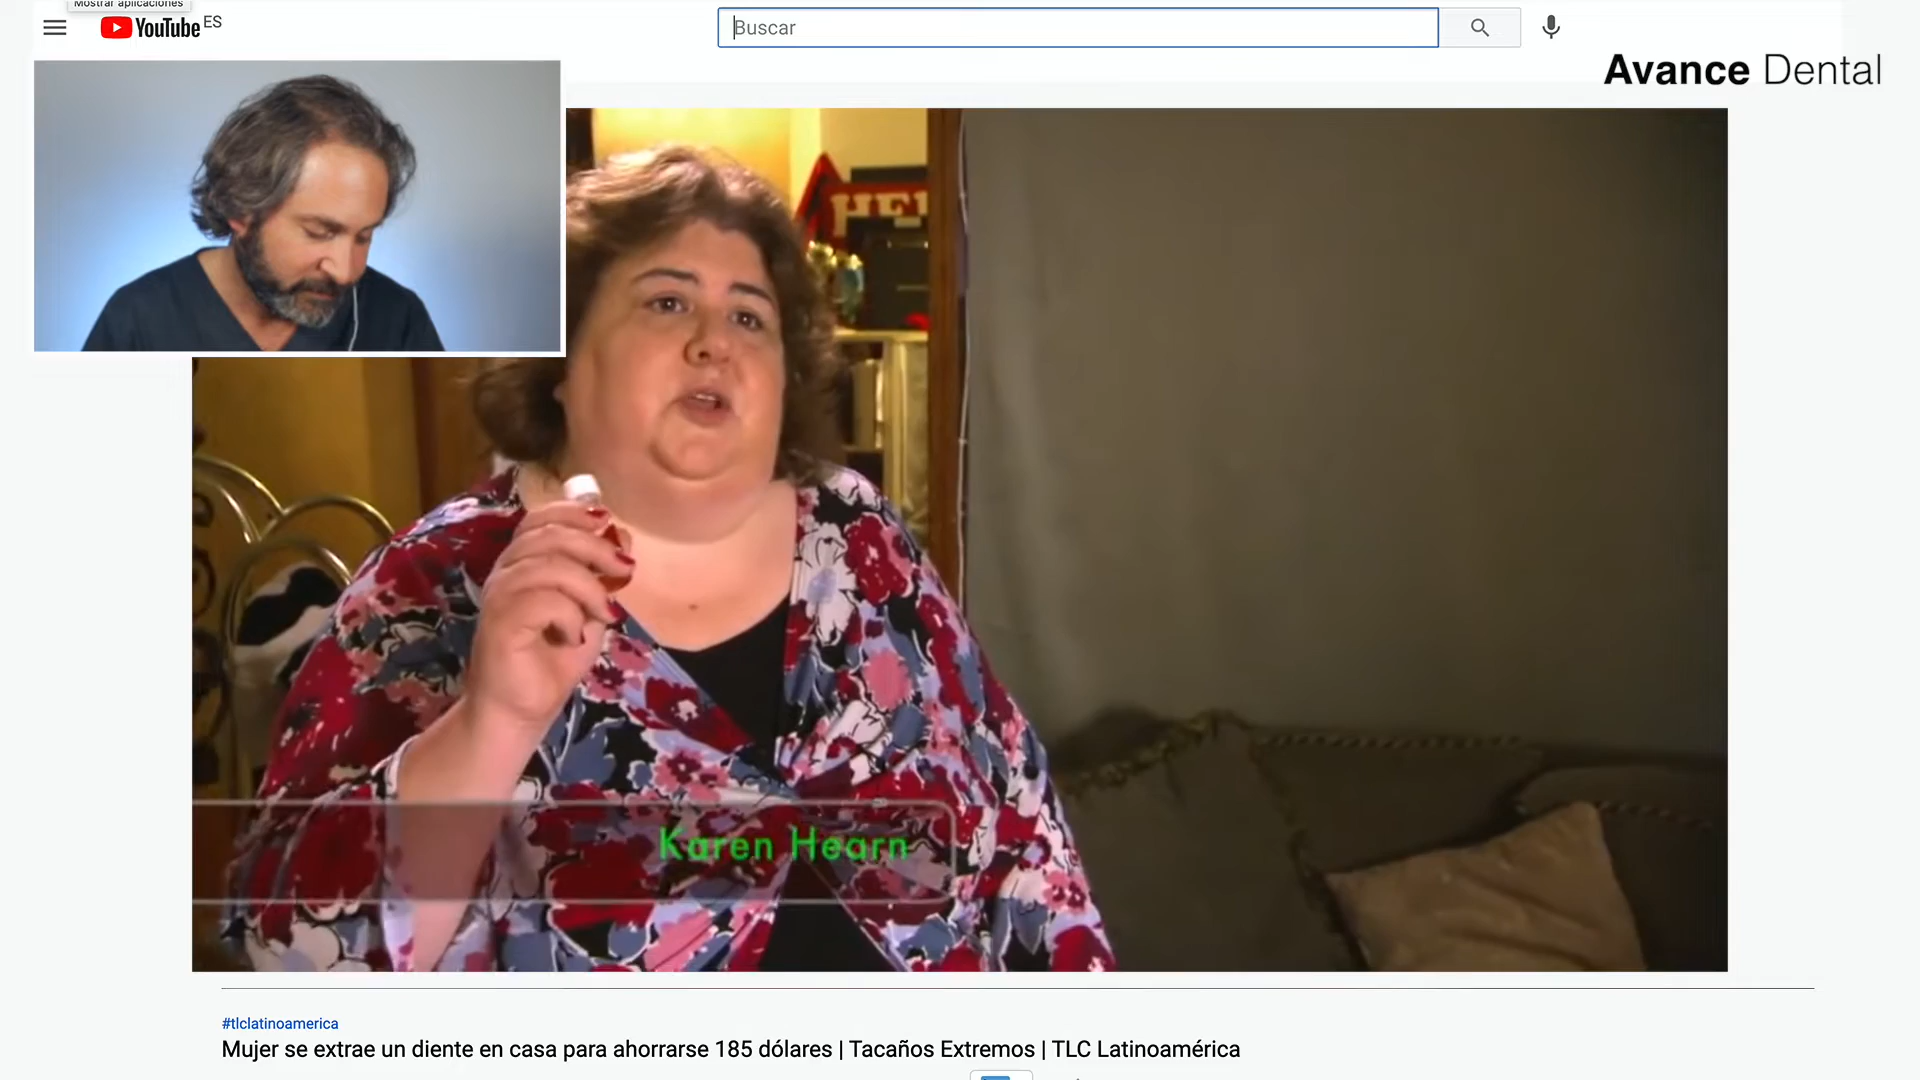 Mostrar aplicaciones
YouTube ES
Buscar
Avance Dental
HE
Karen Hearn
#tlclatinoamerica
Mujer se extrae un diente en casa para ahorrarse 185 dólares | Tacaños Extremos | TLC Latinoamérica